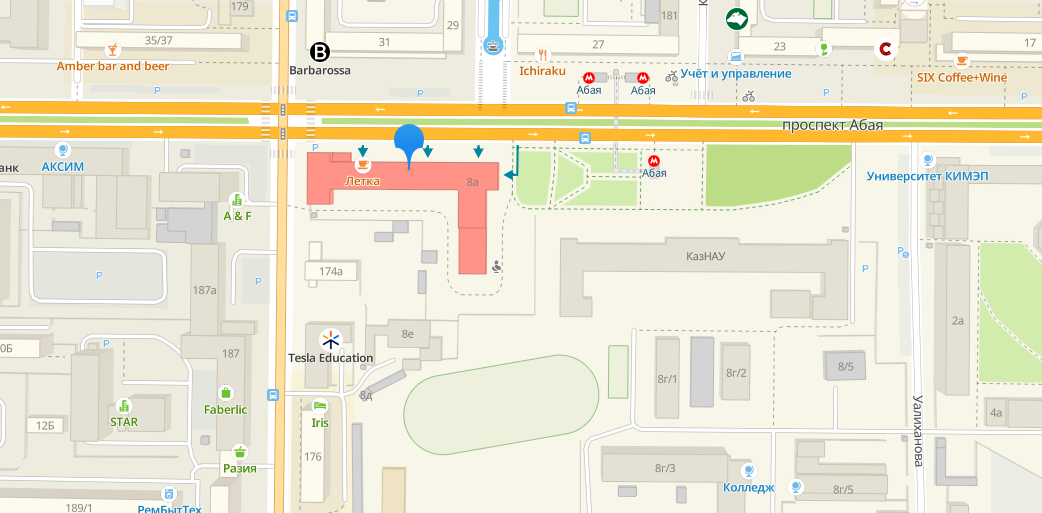 179
35/37
Amber bar and beer
31
29
B
Barbarossa
P
181
27
Ichiraku
23
17
Учёт и управление
SIX Coffee+Wine
P
P
Абая
Абая
проспект Абая
P
АКСИМ
Летка
8а
Абая
Университет КИМЭП
A & F
P
P
187а
174а
КазНАУ
P
P
P
187
Tesla Education
8е
8г/1
8г/2
8/5
2а
8д
Faberlic
STAR
12Б
Iris
4а
Уалиханова
Разия
176
8г/3
Колледж
8г/5
189/1
РемБытТех